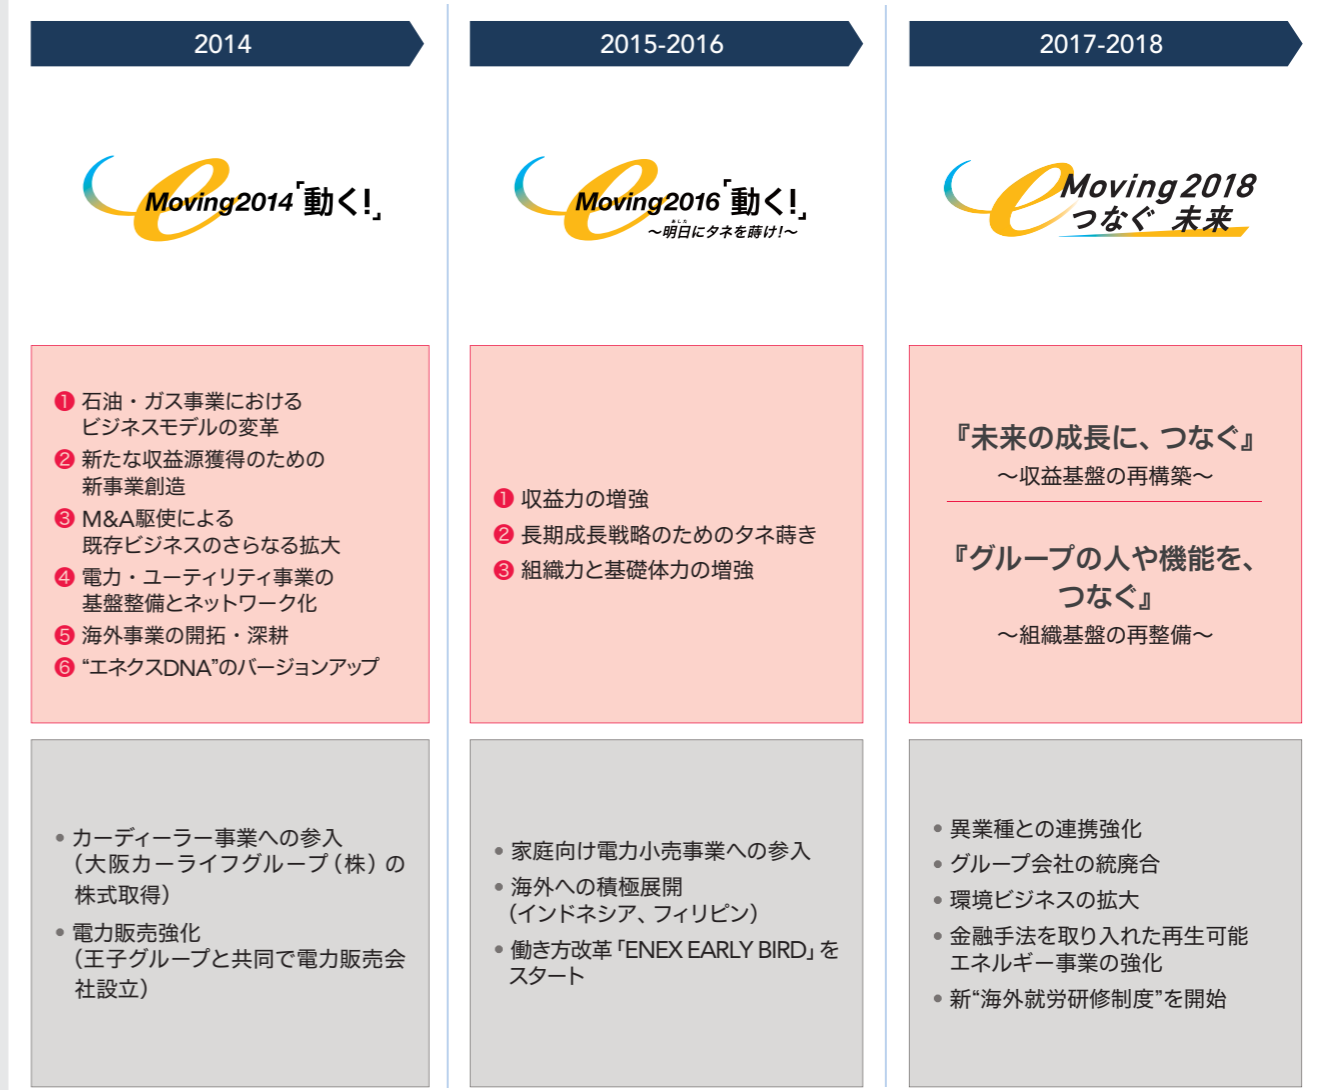 2014
Moving2014「動く!」
❶ 石油・ガス事業における
ビジネスモデルの変革
❷ 新たな収益源獲得のための
新事業創造
❸ M&A駆使による
既存ビジネスのさらなる拡大
❹ 電力・ユーティリティ事業の
基盤整備とネットワーク化
❺ 海外事業の開拓・深耕
❻ “エネクスDNA”のバージョンアップ
• カーディーラー事業への参入
（大阪カーライフグループ（株）の
株式取得）
• 電力販売強化
（王子グループと共同で電力販売会
社設立）
2015-2016
Moving2016「動く!」
あした
～明日にタネを蒔け!～
❶ 収益力の増強
❷ 長期成長戦略のためのタネ蒔き
❸ 組織力と基礎体力の増強
• 家庭向け電力小売事業への参入
• 海外への積極展開
（インドネシア、フィリピン）
• 働き方改革「ENEX EARLY BIRD」を
スタート
2017-2018
Moving2018
つなぐ 未来
『未来の成長に、つなぐ』
～収益基盤の再構築～
『グループの人や機能を、
つなぐ』
～組織基盤の再整備～
• 異業種との連携強化
• グループ会社の統廃合
• 環境ビジネスの拡大
• 金融手法を取り入れた再生可能
エネルギー事業の強化
• 新“海外就労研修制度”を開始